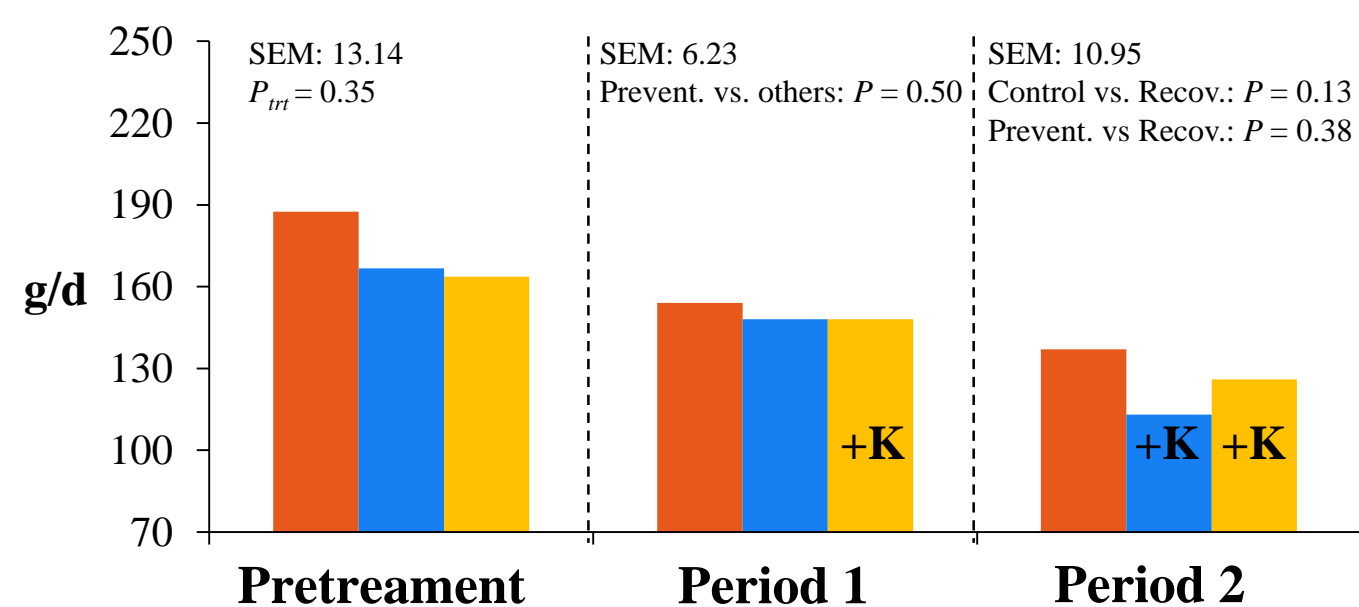 250
220
190
160
130
100
70
g/d
SEM: 13.14
P_trt = 0.35
SEM: 6.23
Prevent. vs. others: P = 0.50
SEM: 10.95
Control vs. Recov.: P = 0.13
Prevent. vs Recov.: P = 0.38
+K
+K
+K
Pretreament
Period 1
Period 2